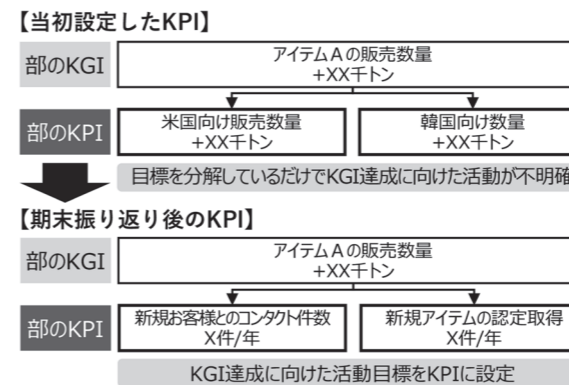 【当初設定したKPI】
部のKGI
アイテムAの販売数量
+XX千トン
部のKPI
米国向け販売数量
+XX千トン
韓国向け数量
+XX千トン
目標を分解しているだけでKGI達成に向けた活動が不明確
【期末振り返り後のKPI】
部のKGI
アイテムAの販売数量
+XX千トン
部のKPI
新規お客様とのコンタクト件数
X件/年
新規アイテムの認定取得
X件/年
KGI達成に向けた活動目標をKPIに設定